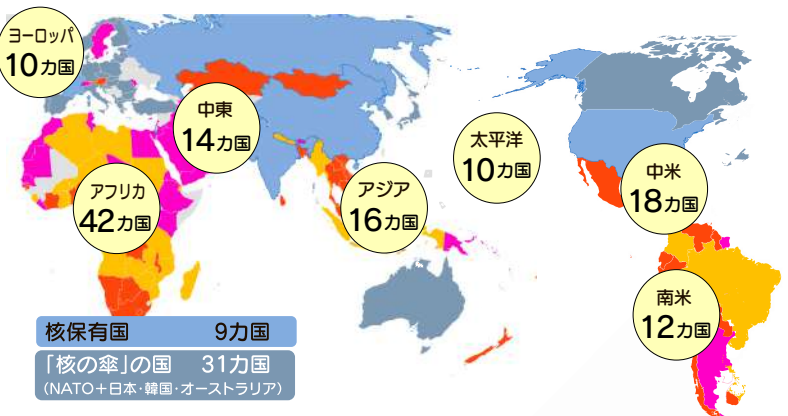 ヨーロッパ
10カ国
中東
14カ国
アフリカ
42カ国
アジア
16カ国
太平洋
10カ国
中米
18カ国
南米
12カ国
核保有国 9カ国
「核の傘」の国 31カ国
(NATO+日本・韓国・オーストラリア)